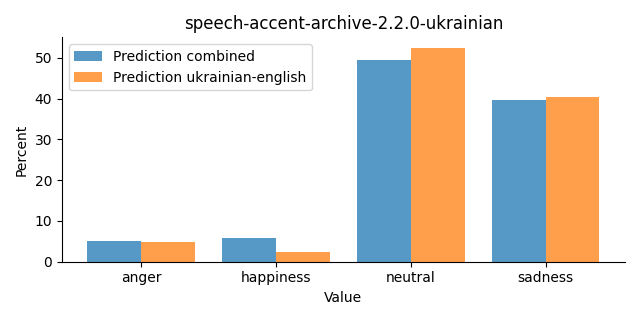 speech-accent-archive-2.2.0-ukrainian
Prediction combined
Prediction ukrainian-english
Percent
50
40
30
20
10
0
anger happiness neutral sadness
Value